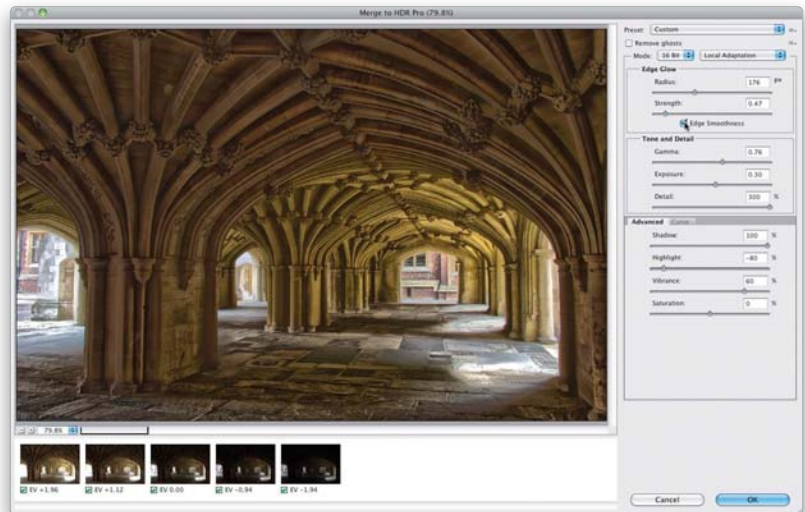 Merge to HDR Pro (79.8%)
Preset: Custom
Remove ghosts
Mode: 16 Bit Local Adaptation
Edge Glow
Radius: 176 px
Strength: 0.47
Edge Smoothness
Tone and Detail
Gamma: 0.76
Exposure: 0.30
Detail: 300 %
Advanced Curve
Shadow: 100 %
Highlight: -80 %
Vibrance: 60 %
Saturation: 0 %
79.8%
EV +1.96 EV +1.12 EV 0.00 EV -0.94 EV -1.94
Cancel OK